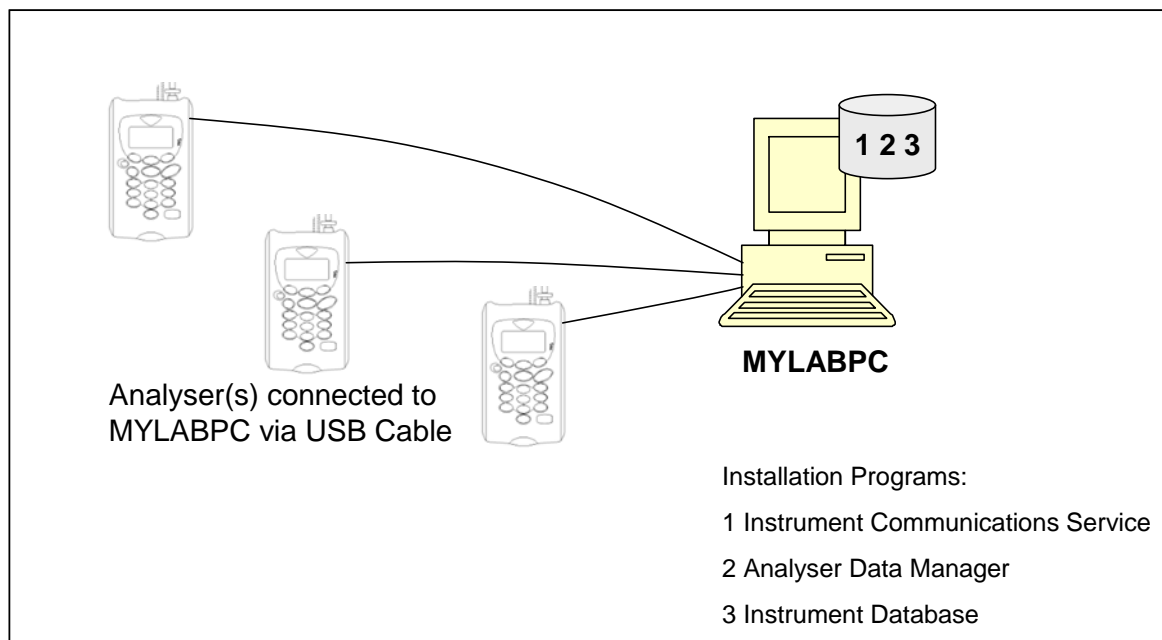 1 2 3
MYLABPC
Analyser(s) connected to
MYLABPC via USB Cable
Installation Programs:
1 Instrument Communications Service
2 Analyser Data Manager
3 Instrument Database